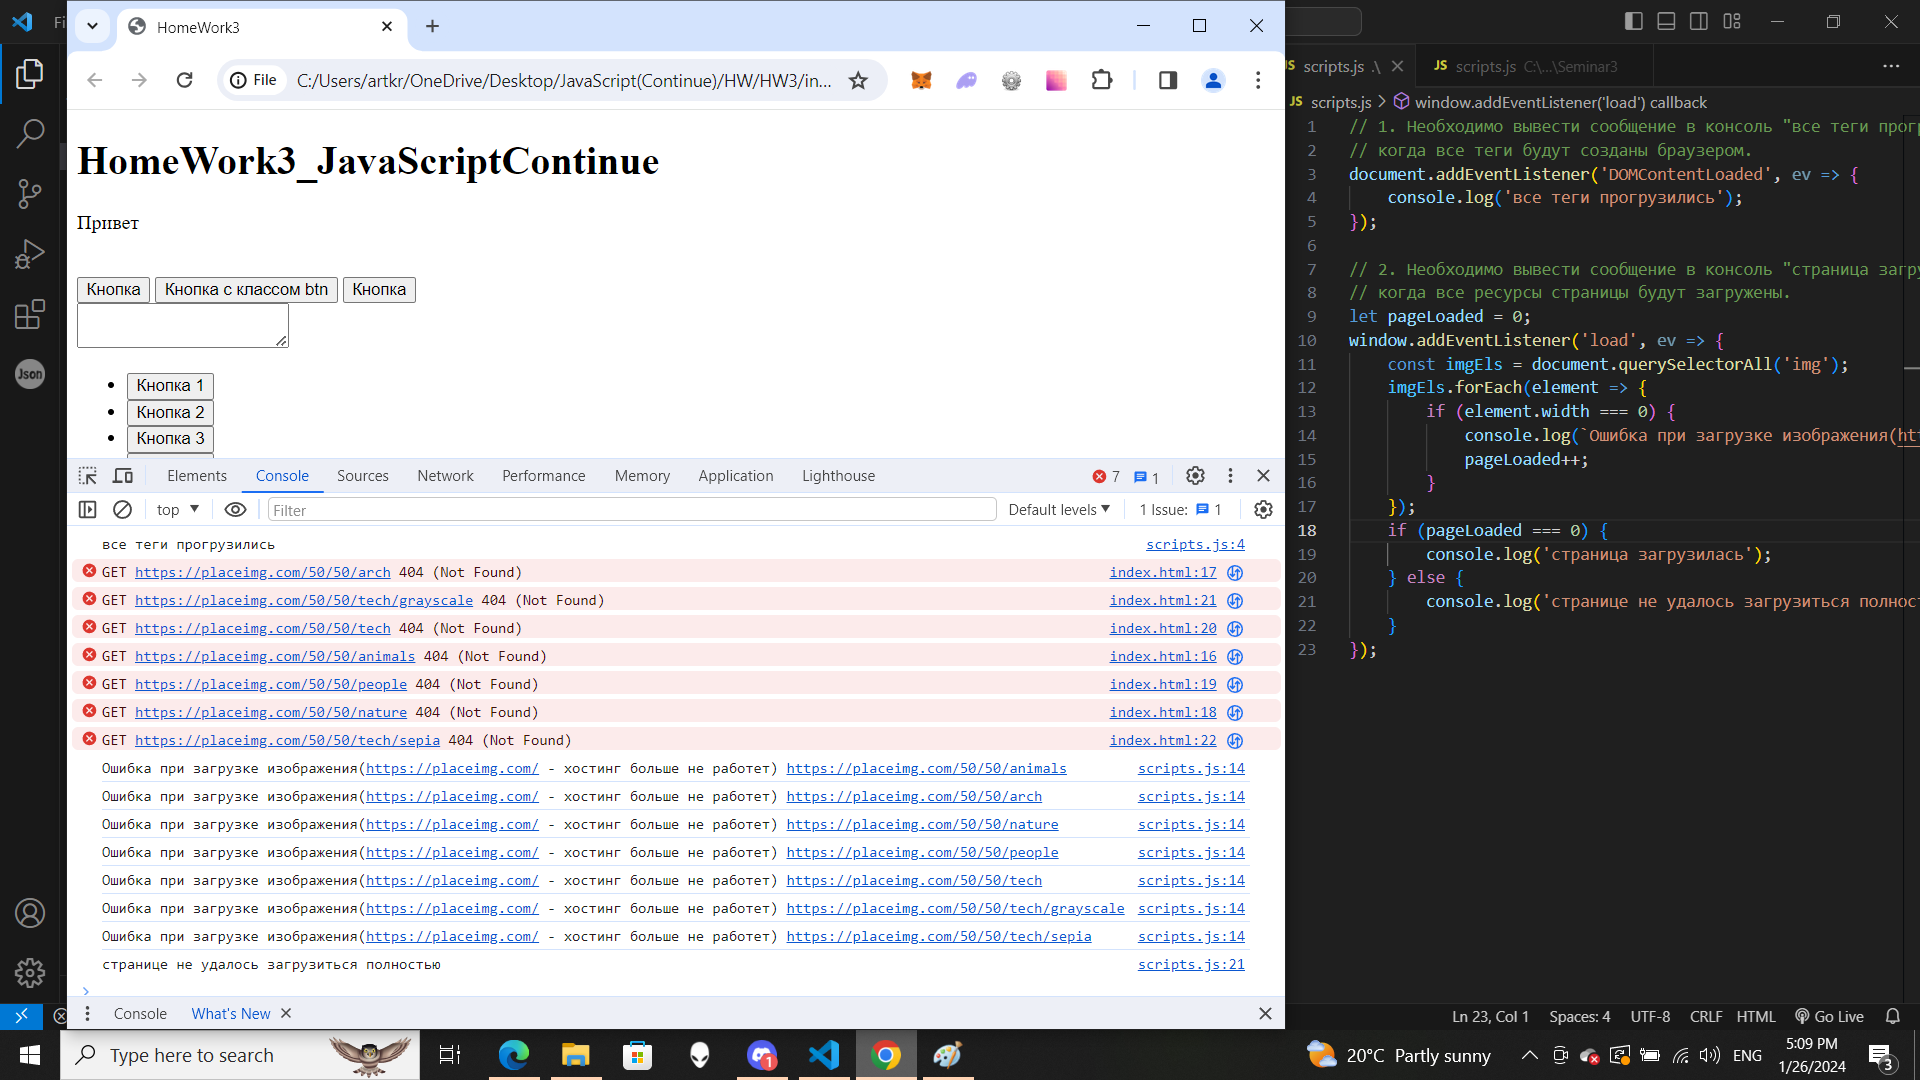 Fi
HomeWork3
File
C:/Users/artkr/OneDrive/Desktop/JavaScript(Continue)/HW/HW3/in...
HomeWork3_JavaScriptContinue
Привет
Кнопка
Кнопка с классом btn
Кнопка
Кнопка 1
Кнопка 2
Кнопка 3
Elements Console Sources Network Performance Memory Application Lighthouse 7 1
top Filter Default levels 1 Issue: 1
все теги прогрузились scripts.js:4
GET https://placeimg.com/50/50/arch 404 (Not Found) index.html:17
GET https://placeimg.com/50/50/tech/grayscale 404 (Not Found) index.html:21
GET https://placeimg.com/50/50/tech 404 (Not Found) index.html:20
GET https://placeimg.com/50/50/animals 404 (Not Found) index.html:16
GET https://placeimg.com/50/50/people 404 (Not Found) index.html:19
GET https://placeimg.com/50/50/nature 404 (Not Found) index.html:18
GET https://placeimg.com/50/50/tech/sepia 404 (Not Found) index.html:22
Ошибка при загрузке изображения(https://placeimg.com/ - хостинг больше не работет) https://placeimg.com/50/50/animals scripts.js:14
Ошибка при загрузке изображения(https://placeimg.com/ - хостинг больше не работет) https://placeimg.com/50/50/arch scripts.js:14
Ошибка при загрузке изображения(https://placeimg.com/ - хостинг больше не работет) https://placeimg.com/50/50/nature scripts.js:14
Ошибка при загрузке изображения(https://placeimg.com/ - хостинг больше не работет) https://placeimg.com/50/50/people scripts.js:14
Ошибка при загрузке изображения(https://placeimg.com/ - хостинг больше не работет) https://placeimg.com/50/50/tech scripts.js:14
Ошибка при загрузке изображения(https://placeimg.com/ - хостинг больше не работет) https://placeimg.com/50/50/tech/grayscale scripts.js:14
Ошибка при загрузке изображения(https://placeimg.com/ - хостинг больше не работет) https://placeimg.com/50/50/tech/sepia scripts.js:14
странице не удалось загрузиться полностью scripts.js:21
Console What's New
Json
JS scripts.js .\ JS scripts.js C:\...\Seminar3
JS scripts.js > window.addEventListener('load') callback
1 // 1. Необходимо вывести сообщение в консоль "все теги прог
2 // когда все теги будут созданы браузером.
3 document.addEventListener('DOMContentLoaded', ev => {
4 console.log('все теги прогрузились');
5 });
6
7 // 2. Необходимо вывести сообщение в консоль "страница загру
8 // когда все ресурсы страницы будут загружены.
9 let pageLoaded = 0;
10 window.addEventListener('load', ev => {
11 const imgEls = document.querySelectorAll('img');
12 imgEls.forEach(element => {
13 if (element.width === 0) {
14 console.log(`Ошибка при загрузке изображения(ht
15 pageLoaded++;
16 }
17 });
18 if (pageLoaded === 0) {
19 console.log('страница загрузилась');
20 } else {
21 console.log('странице не удалось загрузиться полност
22 }
23 });
Ln 23, Col 1 Spaces: 4 UTF-8 CRLF HTML Go Live
Type here to search
1
20°C Partly sunny
ENG
5:09 PM
1/26/2024
3